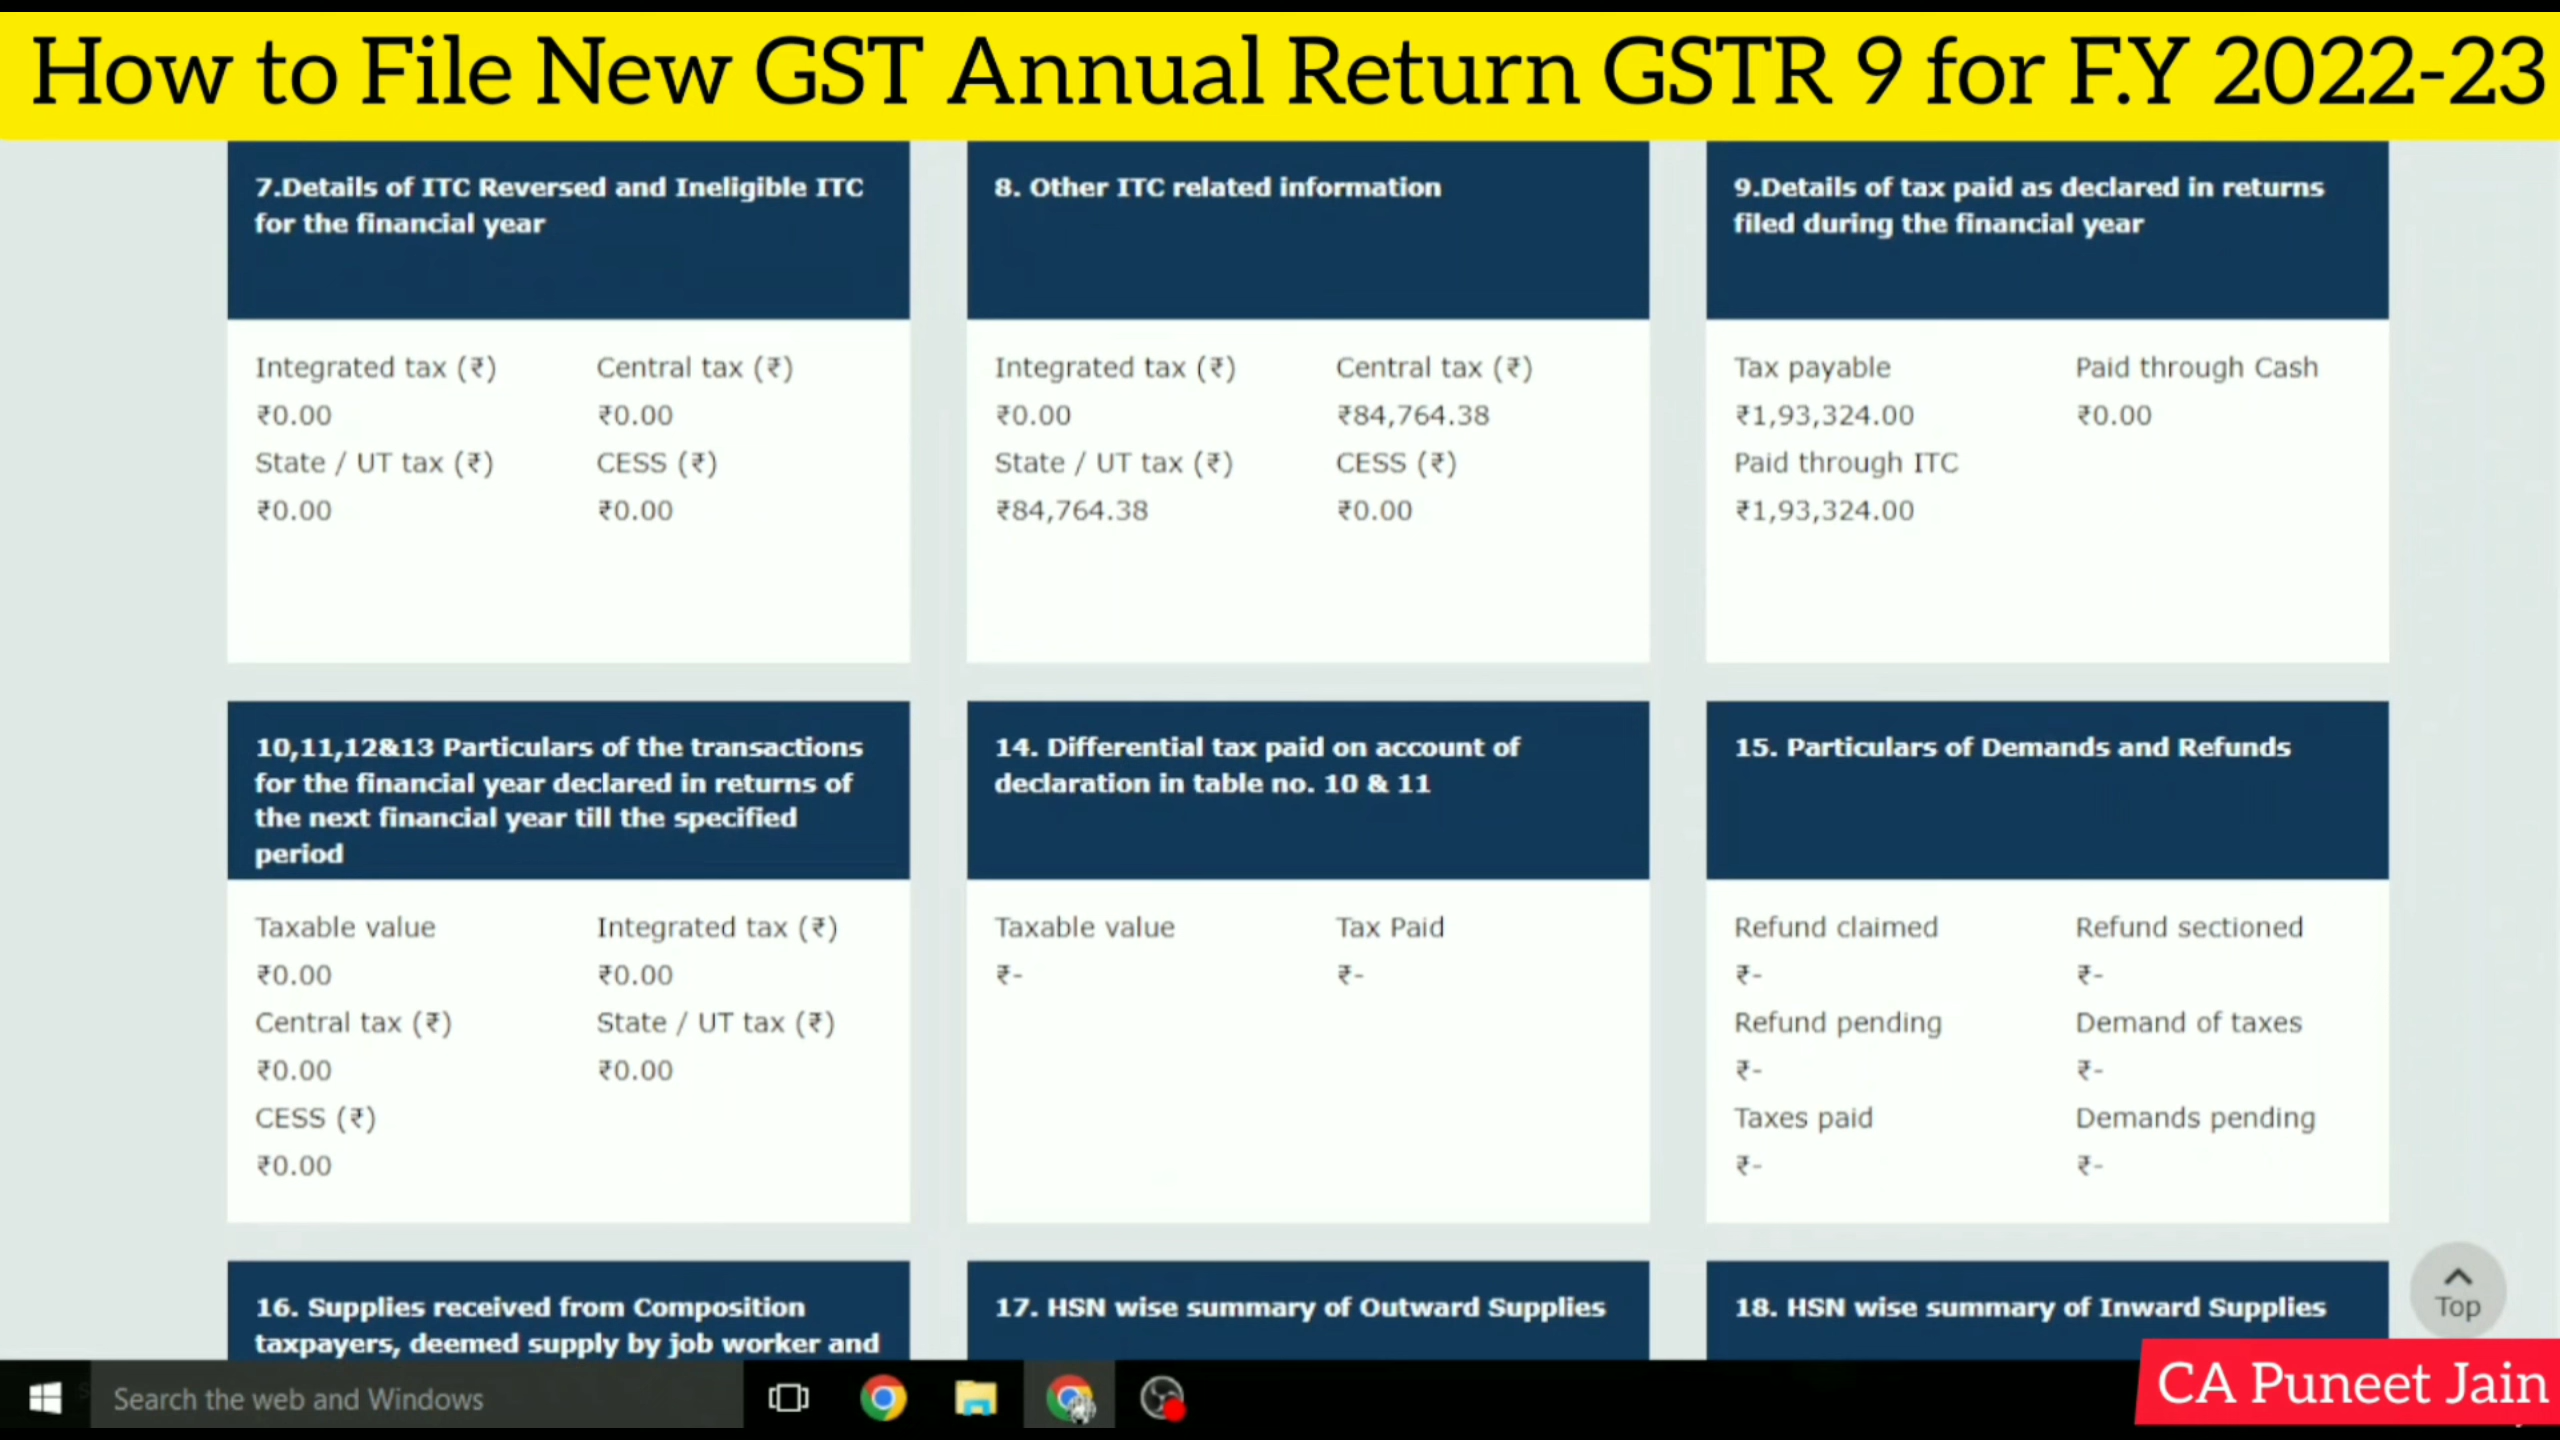 How to File New GST Annual Return GSTR 9 for F.Y 2022-23
7.Details of ITC Reversed and Ineligible ITC
for the financial year
Integrated tax (₹) Central tax (₹)
₹0.00 ₹0.00
State / UT tax (₹) CESS (₹)
₹0.00 ₹0.00
8. Other ITC related information
Integrated tax (₹) Central tax (₹)
₹0.00 ₹84,764.38
State / UT tax (₹) CESS (₹)
₹84,764.38 ₹0.00
9.Details of tax paid as declared in returns
filed during the financial year
Tax payable Paid through Cash
₹1,93,324.00 ₹0.00
Paid through ITC
₹1,93,324.00
10,11,12&13 Particulars of the transactions
for the financial year declared in returns of
the next financial year till the specified
period
Taxable value Integrated tax (₹)
₹0.00 ₹0.00
Central tax (₹) State / UT tax (₹)
₹0.00 ₹0.00
CESS (₹)
₹0.00
14. Differential tax paid on account of
declaration in table no. 10 & 11
Taxable value Tax Paid
₹- ₹-
15. Particulars of Demands and Refunds
Refund claimed Refund sectioned
₹- ₹-
Refund pending Demand of taxes
₹- ₹-
Taxes paid Demands pending
₹- ₹-
16. Supplies received from Composition
taxpayers, deemed supply by job worker and
17. HSN wise summary of Outward Supplies
18. HSN wise summary of Inward Supplies
Top
Search the web and Windows
CA Puneet Jain